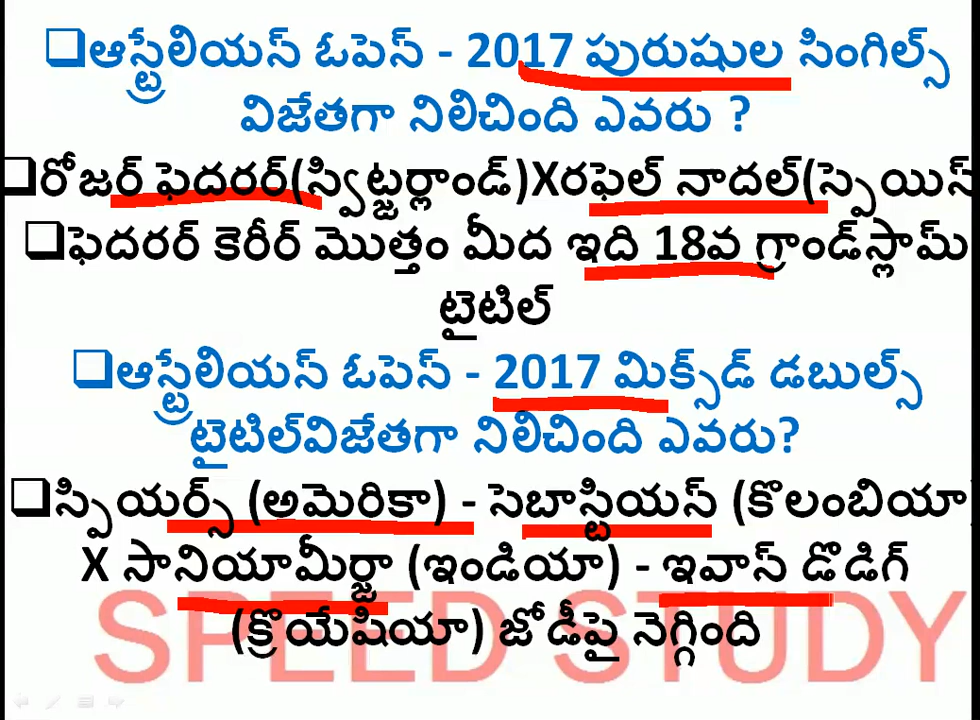 ఆస్ట్రేలియన్ ఓపెన్ - 2017 పురుషుల సింగిల్స్
విజేతగా నిలిచింది ఎవరు ?
రోజర్ ఫెదరర్(స్విట్జర్లాండ్)Xరఫెల్ నాదల్(స్పెయిన్
ఫెదరర్ కెరీర్ మొత్తం మీద ఇది 18వ గ్రాండ్‌స్లామ్
టైటిల్
ఆస్ట్రేలియన్ ఓపెన్ - 2017 మిక్స్‌డ్ డబుల్స్
టైటిల్‌విజేతగా నిలిచింది ఎవరు?
స్పియర్స్ (అమెరికా) - సెబాస్టియన్ (కొలంబియా
X సానియామీర్జా (ఇండియా) - ఇవాన్ డొడిగ్
(క్రొయేషియా) జోడీపై నెగ్గింది
SPEED STUDY